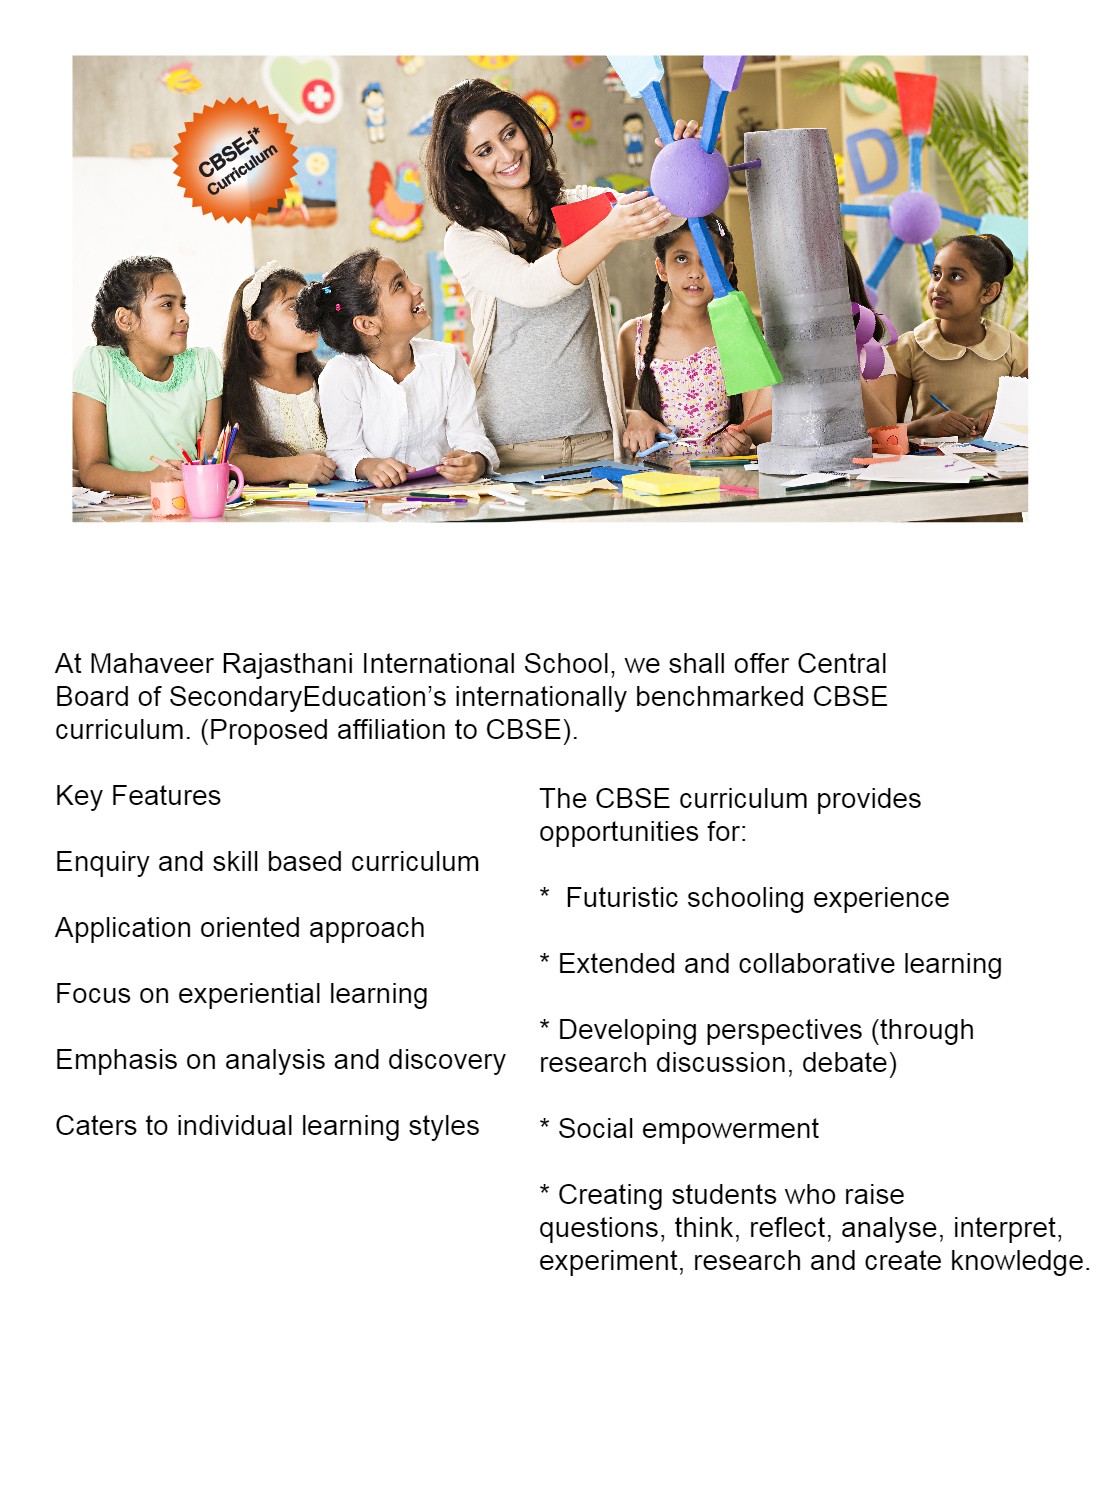 CBSE-i*
Curriculum
D
At Mahaveer Rajasthani International School, we shall offer Central
Board of SecondaryEducation’s internationally benchmarked CBSE
curriculum. (Proposed affiliation to CBSE).
Key Features
Enquiry and skill based curriculum
Application oriented approach
Focus on experiential learning
Emphasis on analysis and discovery
Caters to individual learning styles
The CBSE curriculum provides
opportunities for:
*  Futuristic schooling experience
* Extended and collaborative learning
* Developing perspectives (through
research discussion, debate)
* Social empowerment
* Creating students who raise
questions, think, reflect, analyse, interpret,
experiment, research and create knowledge.